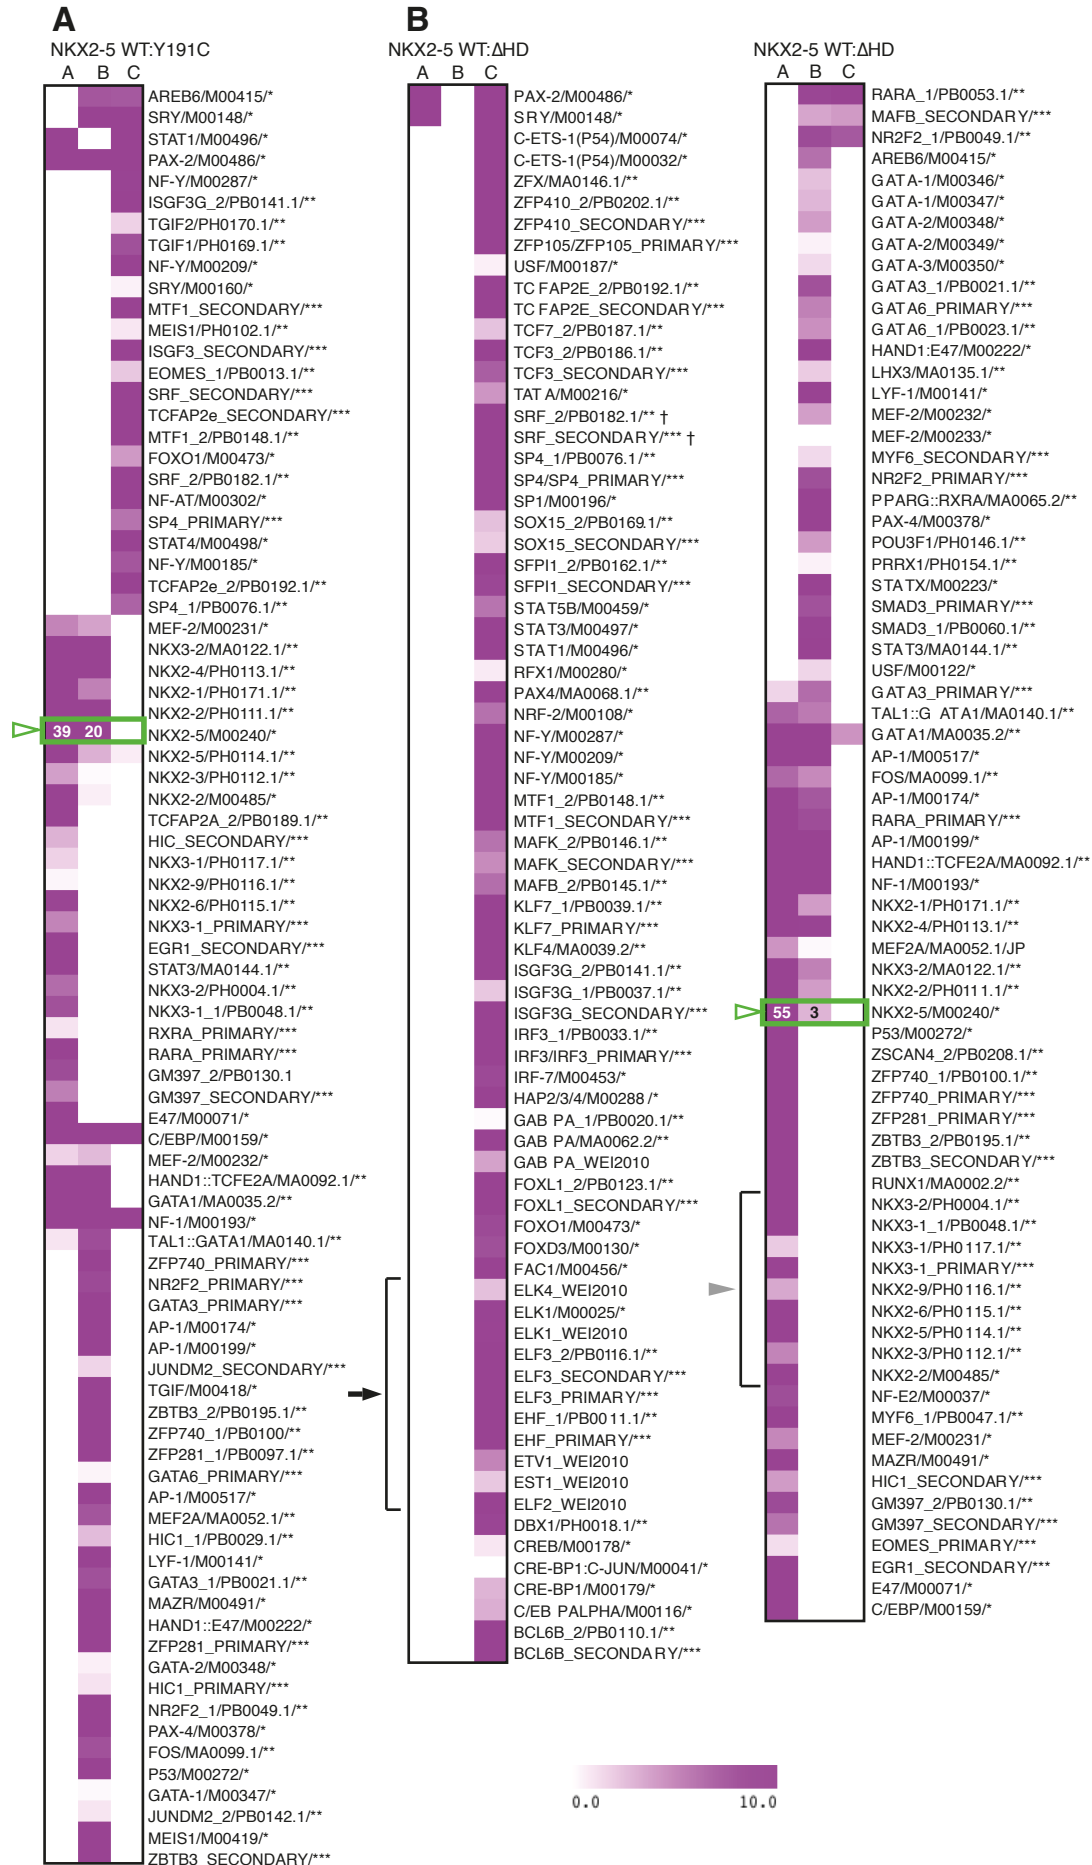 A
NKX2-5 WT:Y191C
A B C
AREB6/M00415/*
SRY/M00148/*
STAT1/M00496/*
PAX-2/M00486/*
NF-Y/M00287/*
ISGF3G_2/PB0141.1/**
TGIF2/PH0170.1/**
TGIF1/PH0169.1/**
NF-Y/M00209/*
SRY/M00160/*
MTF1_SECONDARY/***
MEIS1/PH0102.1/**
ISGF3_SECONDARY/***
EOMES_1/PB0013.1/**
SRF_SECONDARY/***
TCFAP2e_SECONDARY/***
MTF1_2/PB0148.1/**
FOXO1/M00473/*
SRF_2/PB0182.1/**
NF-AT/M00302/*
SP4_PRIMARY/***
STAT4/M00498/*
NF-Y/M00185/*
TCFAP2e_2/PB0192.1/**
SP4_1/PB0076.1/**
MEF-2/M00231/*
NKX3-2/MA0122.1/**
NKX2-4/PH0113.1/**
NKX2-1/PH0171.1/**
NKX2-2/PH0111.1/**
39 20 NKX2-5/M00240/*
NKX2-5/PH0114.1/**
NKX2-3/PH0112.1/**
NKX2-2/M00485/*
TCFAP2A_2/PB0189.1/**
HIC_SECONDARY/***
NKX3-1/PH0117.1/**
NKX2-9/PH0116.1/**
NKX2-6/PH0115.1/**
NKX3-1_PRIMARY/***
EGR1_SECONDARY/***
STAT3/MA0144.1/**
NKX3-2/PH0004.1/**
NKX3-1_1/PB0048.1/**
RXRA_PRIMARY/***
RARA_PRIMARY/***
GM397_2/PB0130.1
GM397_SECONDARY/***
E47/M00071/*
C/EBP/M00159/*
MEF-2/M00232/*
HAND1::TCFE2A/MA0092.1/**
GATA1/MA0035.2/**
NF-1/M00193/*
TAL1::GATA1/MA0140.1/**
ZFP740_PRIMARY/***
NR2F2_PRIMARY/***
GATA3_PRIMARY/***
AP-1/M00174/*
AP-1/M00199/*
JUNDM2_SECONDARY/***
TGIF/M00418/*
ZBTB3_2/PB0195.1/**
ZFP740_1/PB0100/**
ZFP281_1/PB0097.1/**
GATA6_PRIMARY/***
AP-1/M00517/*
MEF2A/MA0052.1/**
HIC1_1/PB0029.1/**
LYF-1/M00141/*
GATA3_1/PB0021.1/**
MAZR/M00491/*
HAND1::E47/M00222/*
ZFP281_PRIMARY/***
GATA-2/M00348/*
HIC1_PRIMARY/***
NR2F2_1/PB0049.1/**
PAX-4/M00378/*
FOS/MA0099.1/**
P53/M00272/*
GATA-1/M00347/*
JUNDM2_2/PB0142.1/**
MEIS1/M00419/*
ZBTB3_SECONDARY/***
B
NKX2-5 WT:ΔHD
A B C
PAX-2/M00486/*
SRY/M00148/*
C-ETS-1(P54)/M00074/*
C-ETS-1(P54)/M00032/*
ZFX/MA0146.1/**
ZFP410_2/PB0202.1/**
ZFP410_SECONDARY/***
ZFP105/ZFP105_PRIMARY/***
USF/M00187/*
TC FAP2E_2/PB0192.1/**
TC FAP2E_SECONDARY/***
TCF7_2/PB0187.1/**
TCF3_2/PB0186.1/**
TCF3_SECONDARY/***
TAT A/M00216/*
SRF_2/PB0182.1/** †
SRF_SECONDARY/*** †
SP4_1/PB0076.1/**
SP4/SP4_PRIMARY/***
SP1/M00196/*
SOX15_2/PB0169.1/**
SOX15_SECONDARY/***
SFPI1_2/PB0162.1/**
SFPI1_SECONDARY/***
STAT5B/M00459/*
STAT3/M00497/*
STAT1/M00496/*
RFX1/M00280/*
PAX4/MA0068.1/**
NRF-2/M00108/*
NF-Y/M00287/*
NF-Y/M00209/*
NF-Y/M00185/*
MTF1_2/PB0148.1/**
MTF1_SECONDARY/***
MAFK_2/PB0146.1/**
MAFK_SECONDARY/***
MAFB_2/PB0145.1/**
KLF7_1/PB0039.1/**
KLF7_PRIMARY/***
KLF4/MA0039.2/**
ISGF3G_2/PB0141.1/**
ISGF3G_1/PB0037.1/**
ISGF3G_SECONDARY/***
IRF3_1/PB0033.1/**
IRF3/IRF3_PRIMARY/***
IRF-7/M00453/*
HAP2/3/4/M00288 /*
GAB PA_1/PB0020.1/**
GAB PA/MA0062.2/**
GAB PA_WEI2010
FOXL1_2/PB0123.1/**
FOXL1_SECONDARY/***
FOXO1/M00473/*
FOXD3/M00130/*
FAC1/M00456/*
ELK4_WEI2010
ELK1/M00025/*
ELK1_WEI2010
ELF3_2/PB0116.1/**
ELF3_SECONDARY/***
ELF3_PRIMARY/***
EHF_1/PB0011.1/**
EHF_PRIMARY/***
ETV1_WEI2010
EST1_WEI2010
ELF2_WEI2010
DBX1/PH0018.1/**
CREB/M00178/*
CRE-BP1:C-JUN/M00041/*
CRE-BP1/M00179/*
C/EB PALPHA/M00116/*
BCL6B_2/PB0110.1/**
BCL6B_SECONDARY/***
NKX2-5 WT:ΔHD
A B C
RARA_1/PB0053.1/**
MAFB_SECONDARY/***
NR2F2_1/PB0049.1/**
AREB6/M00415/*
GATA-1/M00346/*
GATA-1/M00347/*
GATA-2/M00348/*
GATA-2/M00349/*
GATA-3/M00350/*
GATA3_1/PB0021.1/**
GATA6_PRIMARY/***
GATA6_1/PB0023.1/**
HAND1:E47/M00222/*
LHX3/MA0135.1/**
LYF-1/M00141/*
MEF-2/M00232/*
MEF-2/M00233/*
MYF6_SECONDARY/***
NR2F2_PRIMARY/***
PPARG::RXRA/MA0065.2/**
PAX-4/M00378/*
POU3F1/PH0146.1/**
PRRX1/PH0154.1/**
STATX/M00223/*
SMAD3_PRIMARY/***
SMAD3_1/PB0060.1/**
STAT3/MA0144.1/**
USF/M00122/*
GATA3_PRIMARY/***
TAL1::G ATA1/MA0140.1/**
GATA1/MA0035.2/**
AP-1/M00517/*
FOS/MA0099.1/**
AP-1/M00174/*
RARA_PRIMARY/***
AP-1/M00199/*
HAND1::TCFE2A/MA0092.1/**
NF-1/M00193/*
NKX2-1/PH0171.1/**
NKX2-4/PH0113.1/**
MEF2A/MA0052.1/JP
NKX3-2/MA0122.1/**
NKX2-2/PH0111.1/**
55 3 NKX2-5/M00240/*
P53/M00272/*
ZSCAN4_2/PB0208.1/**
ZFP740_1/PB0100.1/**
ZFP740_PRIMARY/***
ZFP281_PRIMARY/***
ZBTB3_2/PB0195.1/**
ZBTB3_SECONDARY/***
RUNX1/MA0002.2/**
NKX3-2/PH0004.1/**
NKX3-1_1/PB0048.1/**
NKX3-1/PH0117.1/**
NKX3-1_PRIMARY/***
NKX2-9/PH0116.1/**
NKX2-6/PH0115.1/**
NKX2-5/PH0114.1/**
NKX2-3/PH0112.1/**
NKX2-2/M00485/*
NF-E2/M00037/*
MYF6_1/PB0047.1/**
MEF-2/M00231/*
MAZR/M00491/*
HIC1_SECONDARY/***
GM397_2/PB0130.1/**
GM397_SECONDARY/***
EOMES_PRIMARY/***
EGR1_SECONDARY/***
E47/M00071/*
C/EBP/M00159/*
0.0 10.0